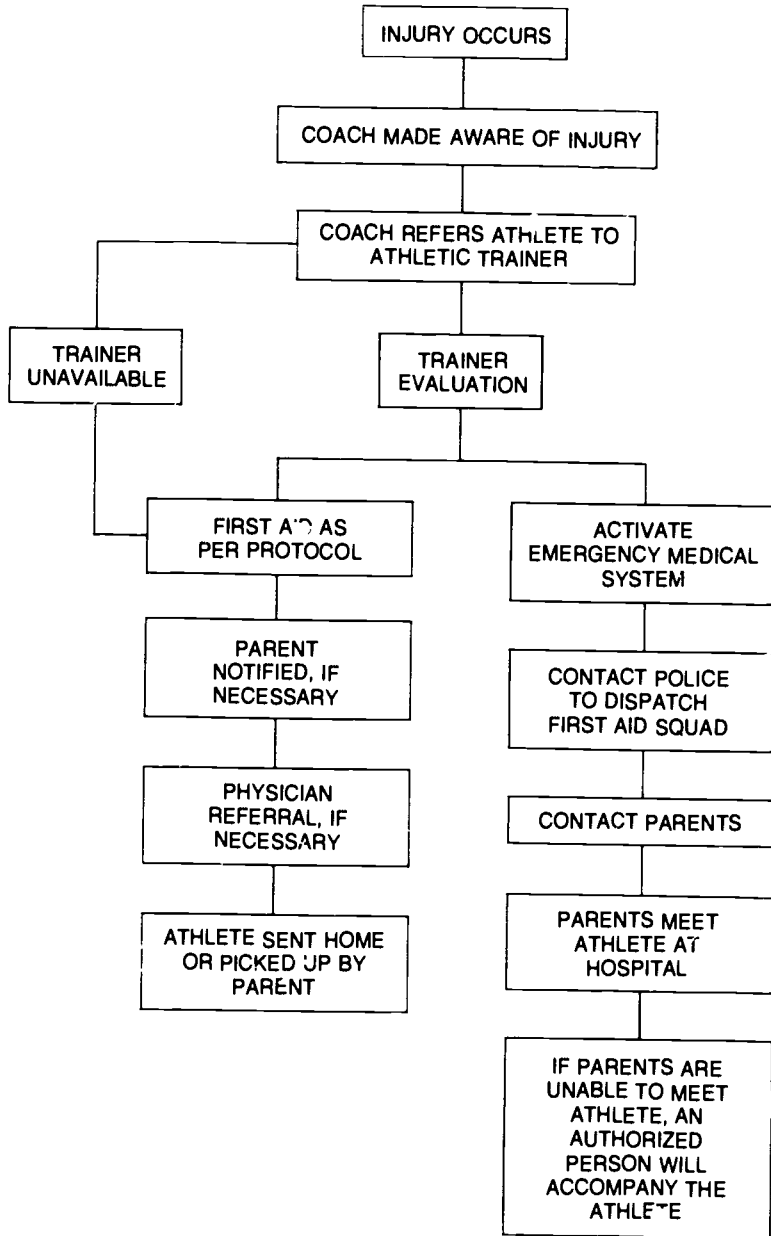 INJURY OCCURS
COACH MADE AWARE OF INJURY
COACH REFERS ATHLETE TO
ATHLETIC TRAINER
TRAINER
UNAVAILABLE
TRAINER
EVALUATION
FIRST AID AS
PER PROTOCOL
PARENT
NOTIFIED, IF
NECESSARY
PHYSICIAN
REFERRAL, IF
NECESSARY
ATHLETE SENT HOME
OR PICKED UP BY
PARENT
ACTIVATE
EMERGENCY MEDICAL
SYSTEM
CONTACT POLICE
TO DISPATCH
FIRST AID SQUAD
CONTACT PARENTS
PARENTS MEET
ATHLETE AT
HOSPITAL
IF PARENTS ARE
UNABLE TO MEET
ATHLETE, AN
AUTHORIZED
PERSON WILL
ACCOMPANY THE
ATHLETE